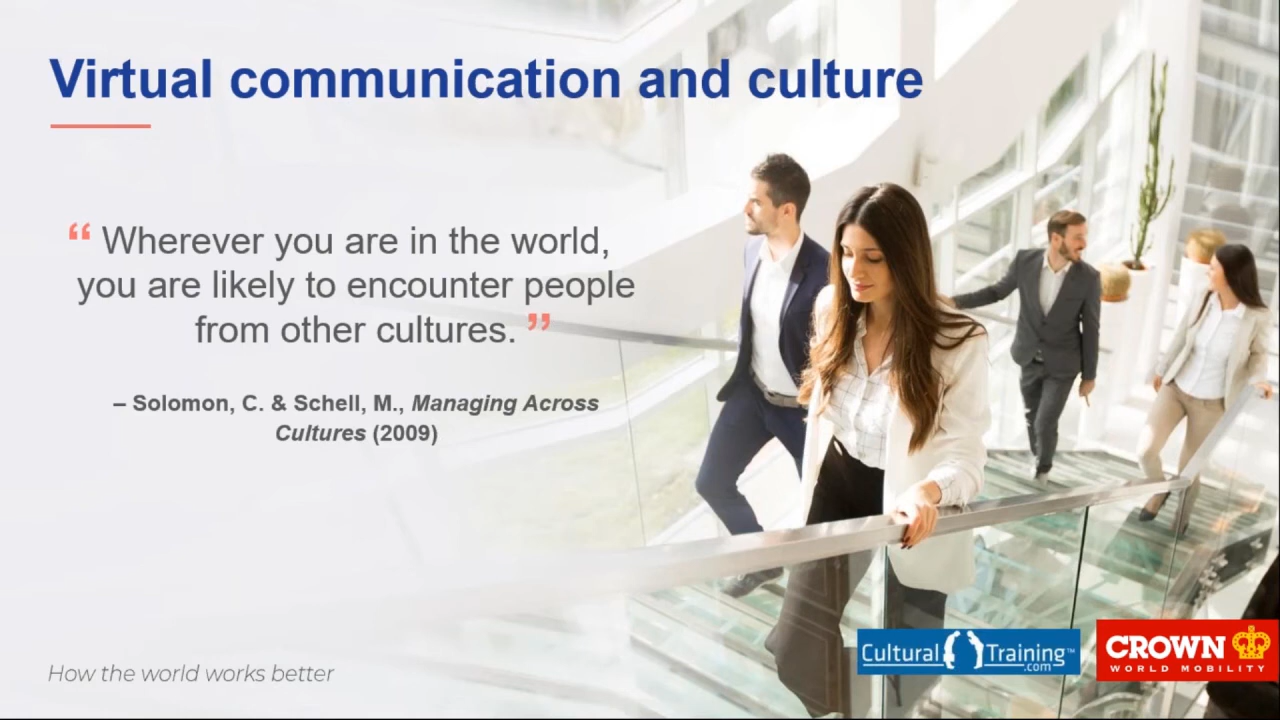 Virtual communication and culture
“ Wherever you are in the world,
you are likely to encounter people
from other cultures. ”
– Solomon, C. & Schell, M., Managing Across
Cultures (2009)
How the world works better
Cultural Training™
.com
CROWN
WORLD MOBILITY